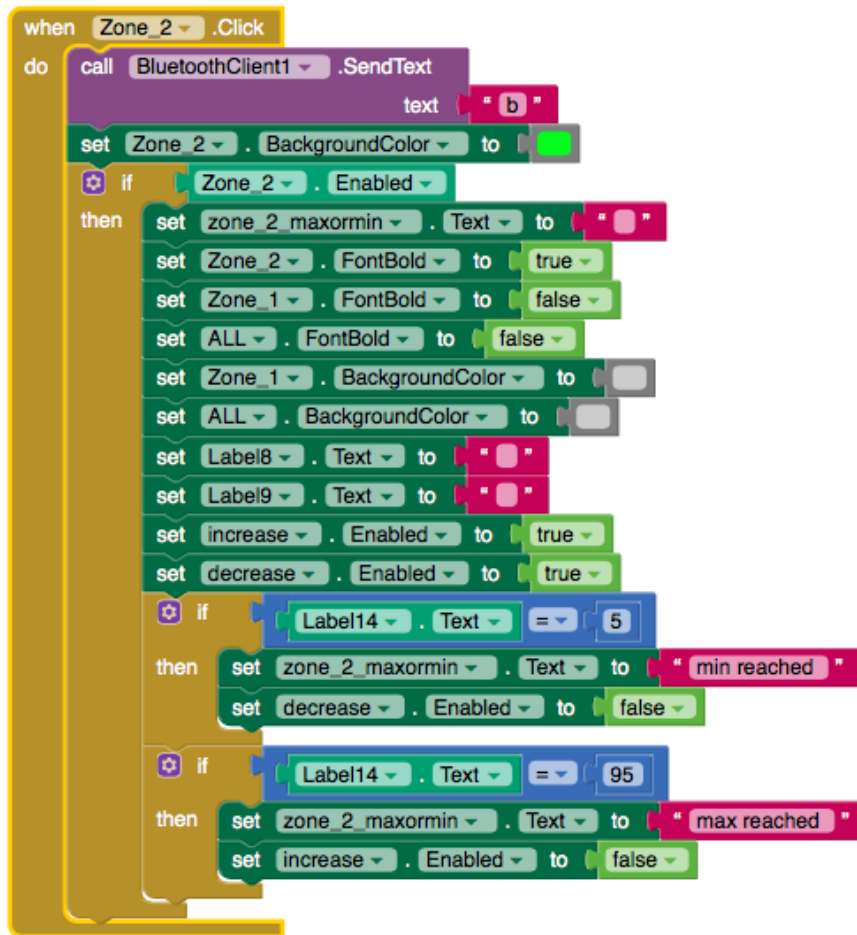 when Zone_2 .Click
do call BluetoothClient1 .SendText
text " b "
set Zone_2 . BackgroundColor to
if Zone_2 . Enabled
then set zone_2_maxormin . Text to " "
set Zone_2 . FontBold to true
set Zone_1 . FontBold to false
set ALL . FontBold to false
set Zone_1 . BackgroundColor to
set ALL . BackgroundColor to
set Label8 . Text to " "
set Label9 . Text to " "
set increase . Enabled to true
set decrease . Enabled to true
if Label14 . Text = 5
then set zone_2_maxormin . Text to " min reached "
set decrease . Enabled to false
if Label14 . Text = 95
then set zone_2_maxormin . Text to " max reached "
set increase . Enabled to false